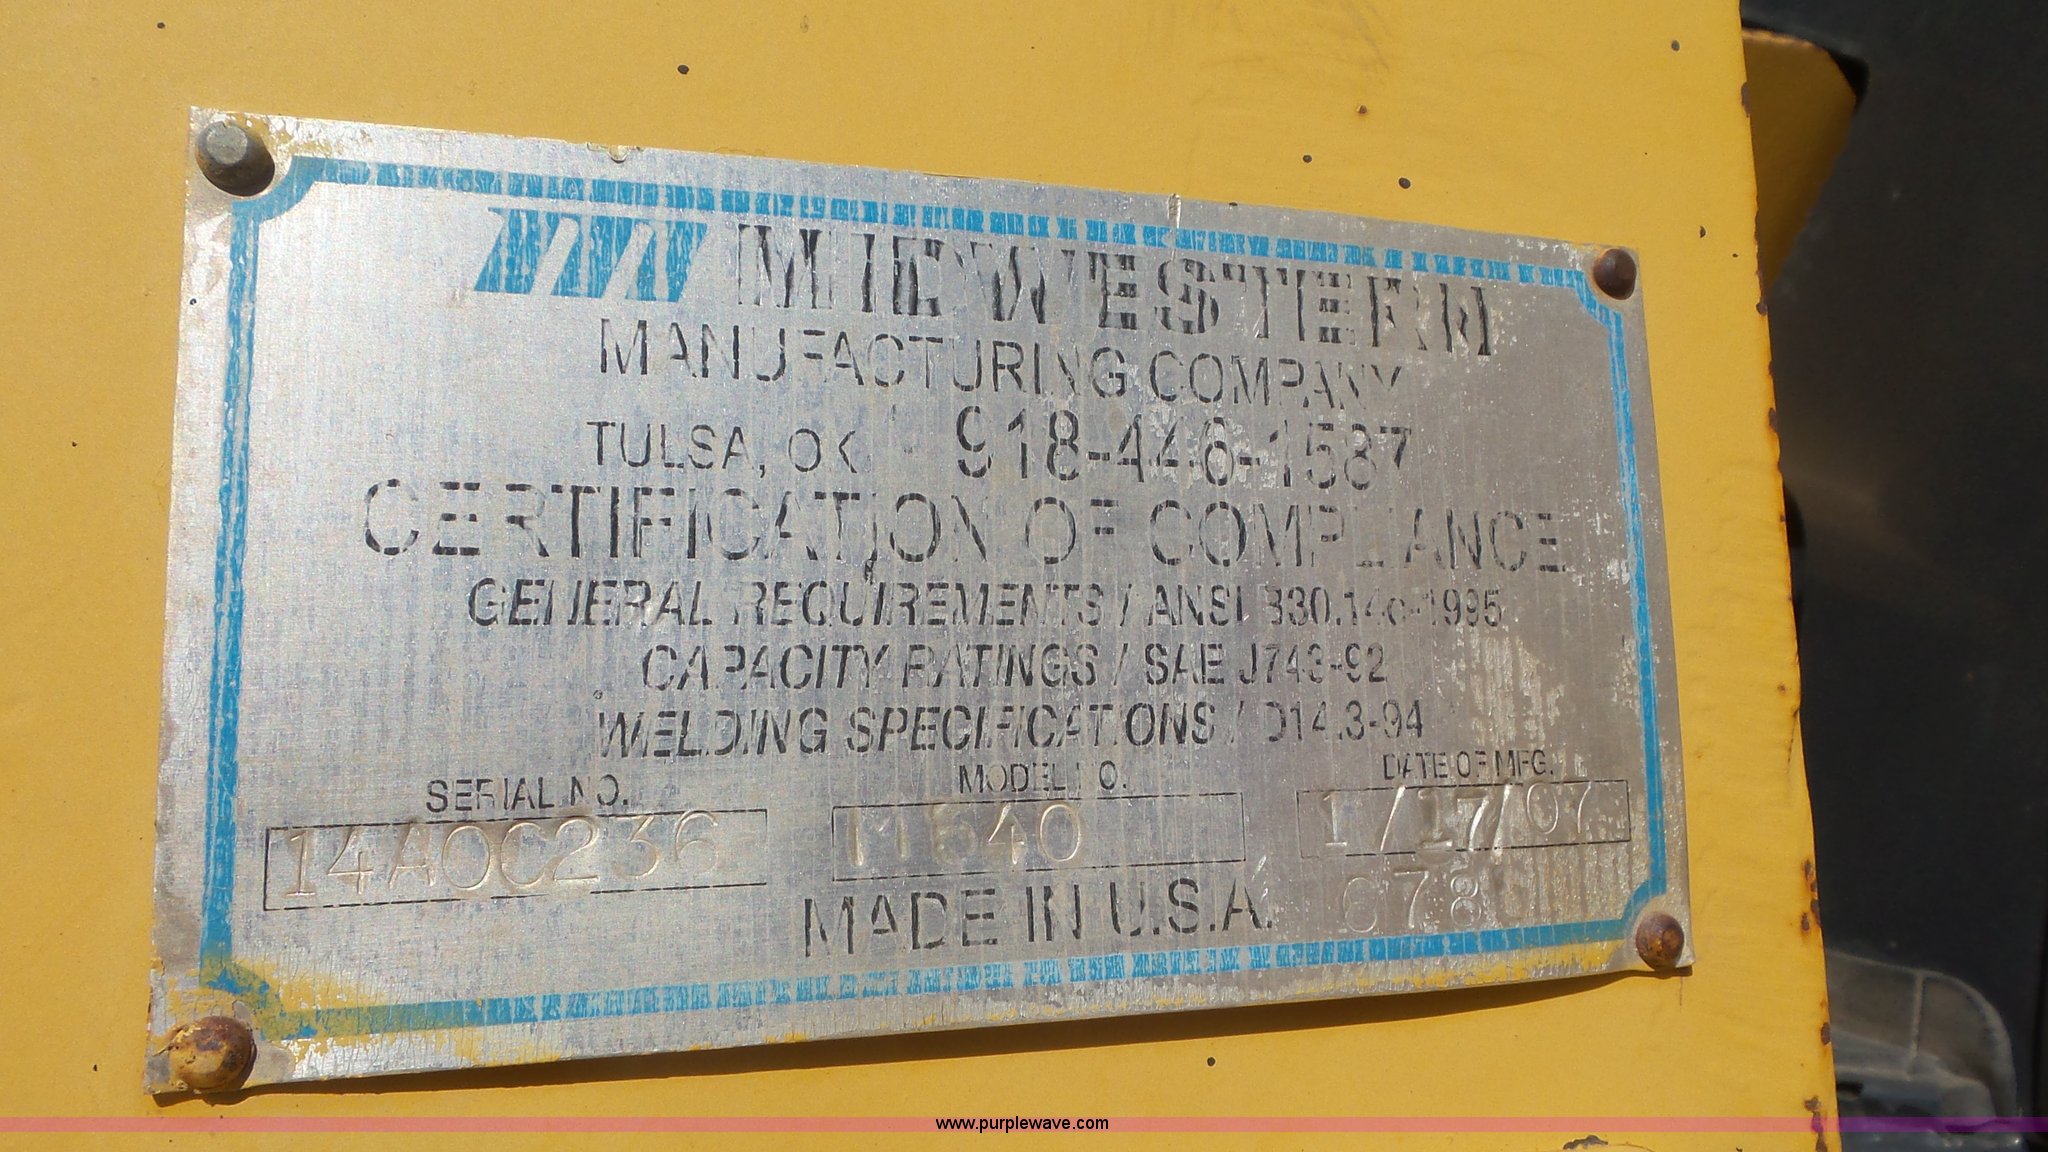 MIDWESTERN
MANUFACTURING COMPANY
TULSA, OK 918-446-1587
CERTIFICATION OF COMPLIANCE
GENERAL REQUIREMENTS / ANSI B30.14c-1995
CAPACITY RATINGS / SAE J743-92
WELDING SPECIFICATIONS / D14.3-94
SERIAL NO. MODEL NO. DATE OF MFG.
14A0C236 M540 1/17/07
MADE IN U.S.A.
www.purplewave.com